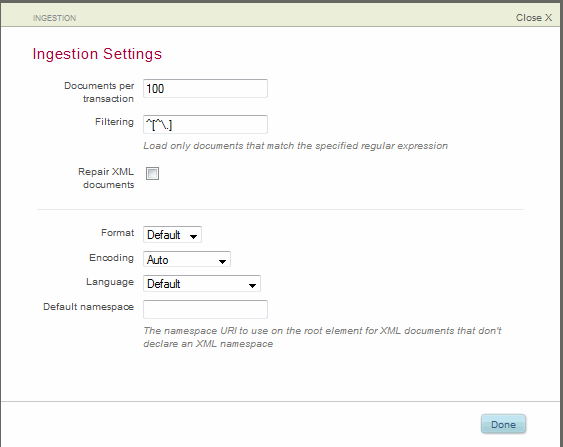 INGESTION
Close X
Ingestion Settings
Documents per
transaction
100
Filtering
^[^\.]
Load only documents that match the specified regular expression
Repair XML
documents
Format
Default
Encoding
Auto
Language
Default
Default namespace
The namespace URI to use on the root element for XML documents that don't
declare an XML namespace
Done